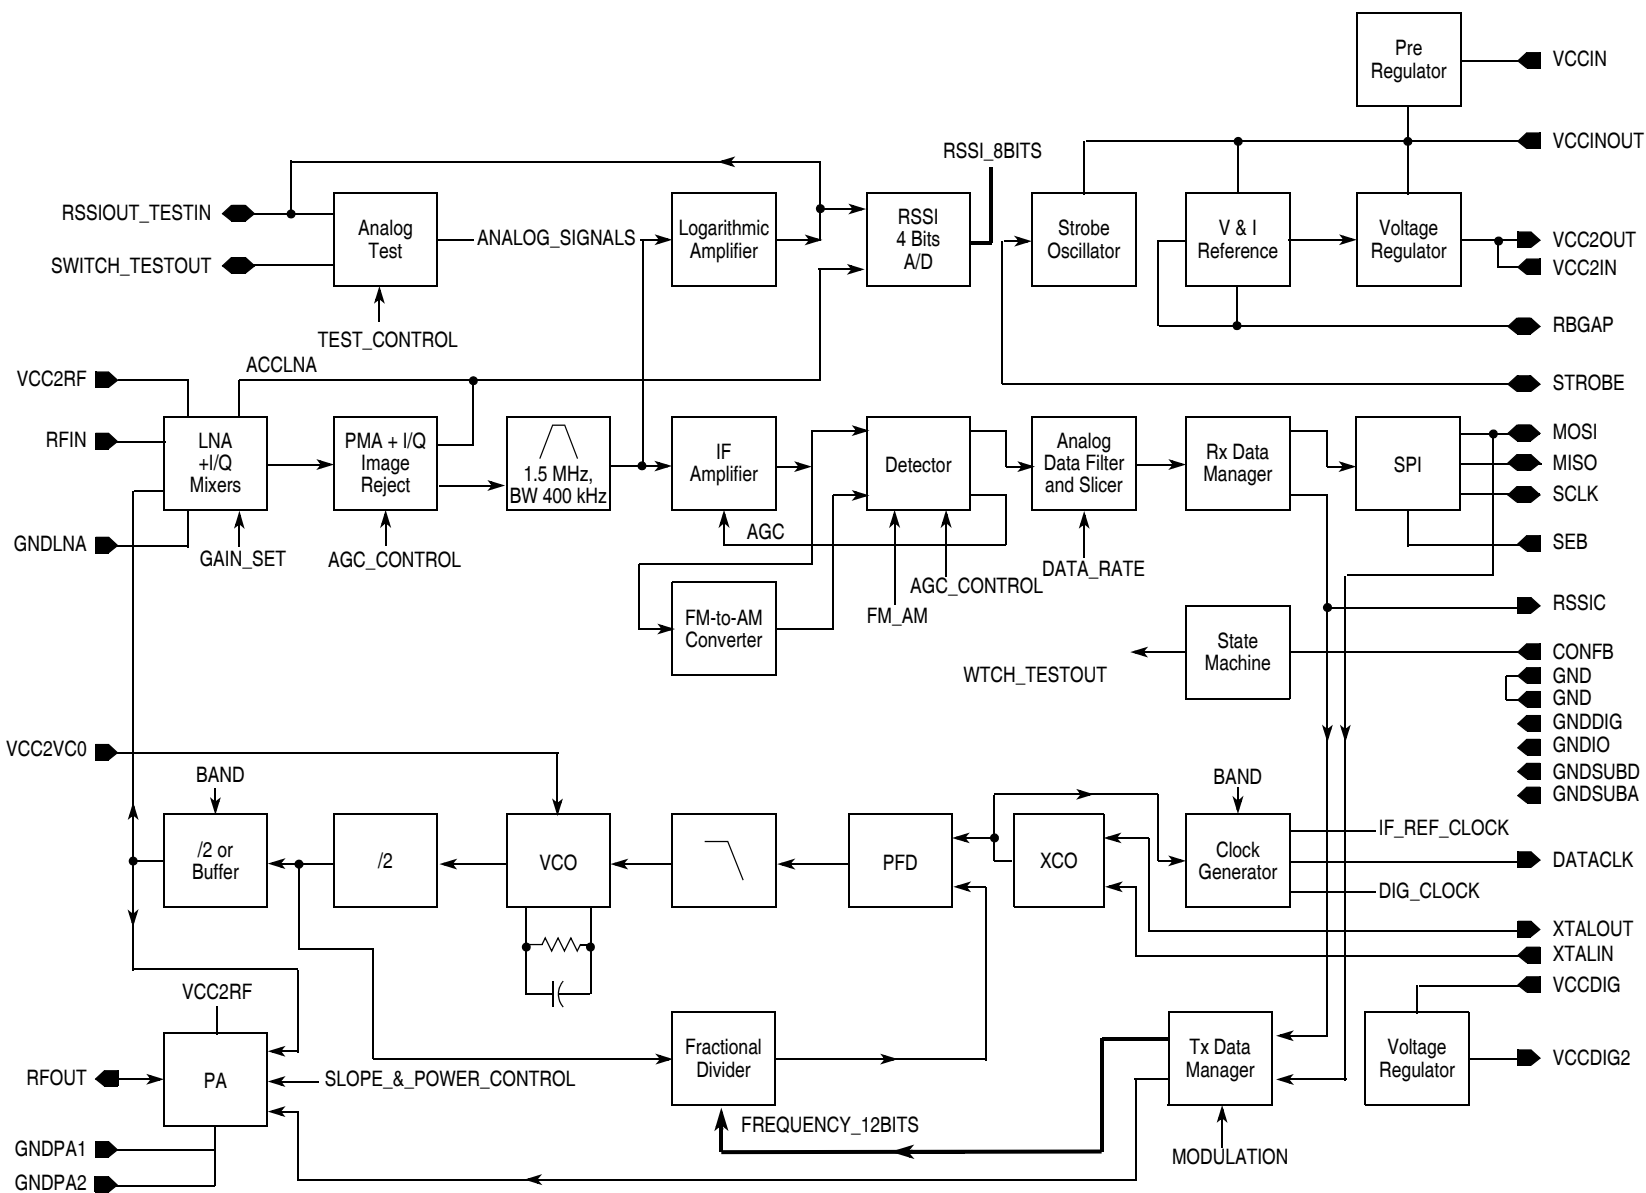 Pre
Regulator
VCCIN
VCCINOUT
RSSI_8BITS
RSSIOUT_TESTIN
SWITCH_TESTOUT
Analog
Test
ANALOG_SIGNALS
Logarithmic
Amplifier
RSSI
4 Bits
A/D
Strobe
Oscillator
V & I
Reference
Voltage
Regulator
VCC2OUT
VCC2IN
RBGAP
TEST_CONTROL
ACCLNA
STROBE
VCC2RF
RFIN
LNA
+I/Q
Mixers
PMA + I/Q
Image
Reject
1.5 MHz,
BW 400 kHz
IF
Amplifier
Detector
Analog
Data Filter
and Slicer
Rx Data
Manager
SPI
MOSI
MISO
SCLK
SEB
GNDLNA
GAIN_SET
AGC_CONTROL
AGC
AGC_CONTROL
FM_AM
DATA_RATE
FM-to-AM
Converter
RSSIC
State
Machine
WTCH_TESTOUT
CONFB
GND
GND
GNDDIG
GNDIO
GNDSUBD
GNDSUBA
VCC2VC0
BAND
BAND
/2 or
Buffer
/2
VCO
PFD
XCO
Clock
Generator
IF_REF_CLOCK
DATACLK
DIG_CLOCK
XTALOUT
XTALIN
VCCDIG
VCC2RF
PA
RFOUT
SLOPE_&_POWER_CONTROL
Fractional
Divider
Tx Data
Manager
Voltage
Regulator
VCCDIG2
FREQUENCY_12BITS
MODULATION
GNDPA1
GNDPA2